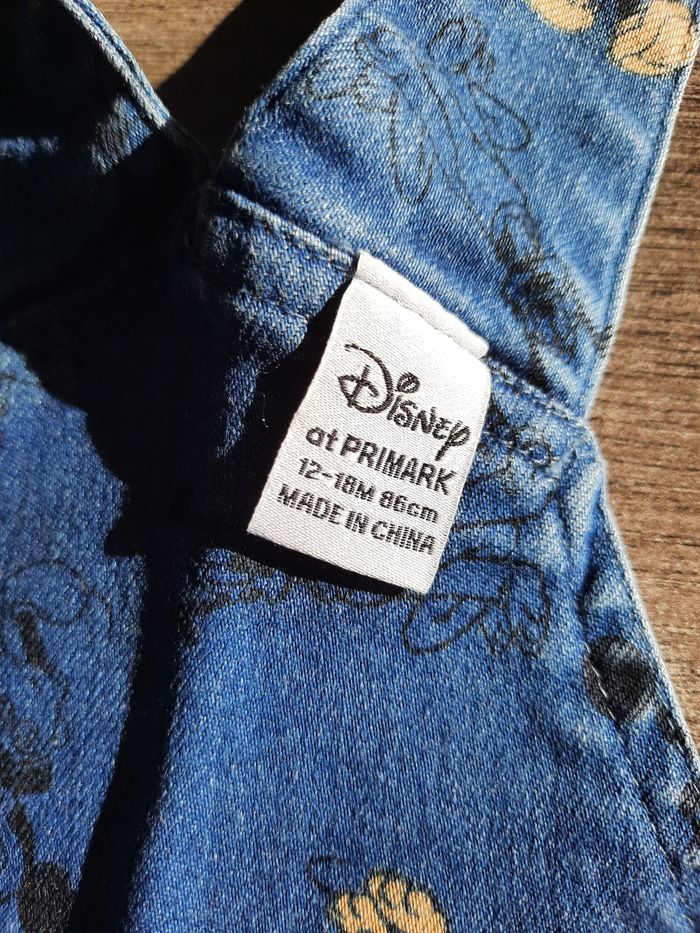 Disney
at PRIMARK
12-18M 86cm
MADE IN CHINA